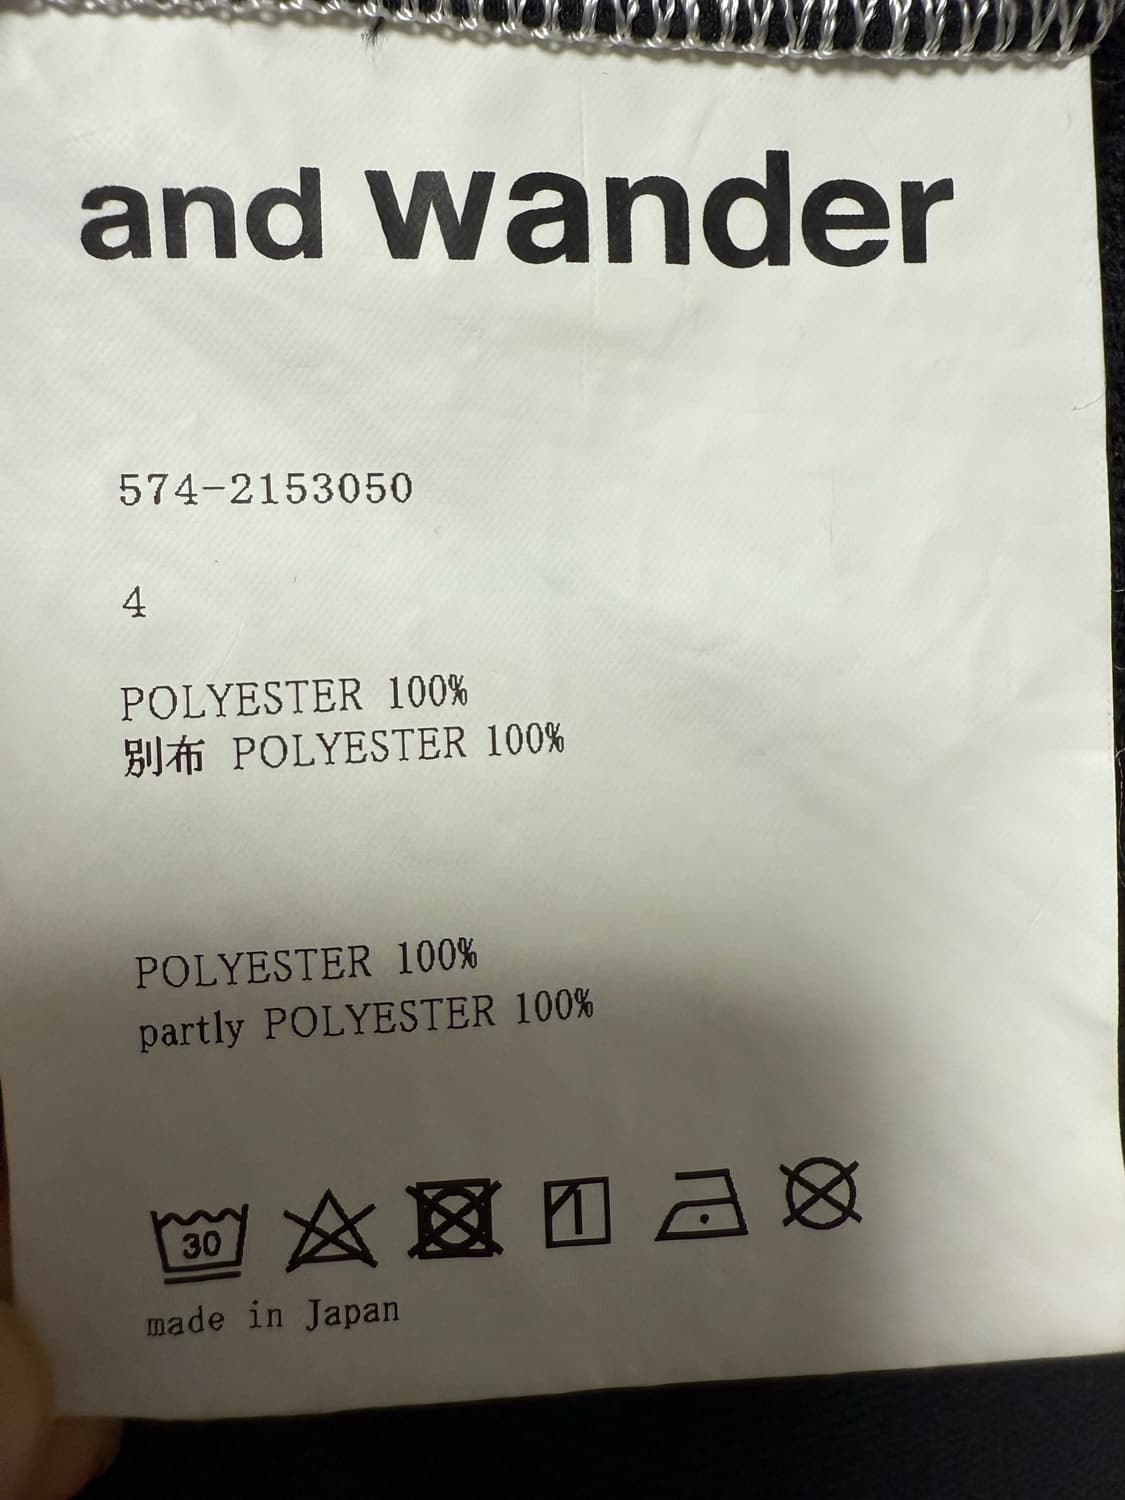 and wander
574-2153050
4
POLYESTER 100%
別布 POLYESTER 100%
POLYESTER 100%
partly POLYESTER 100%
30
made in Japan